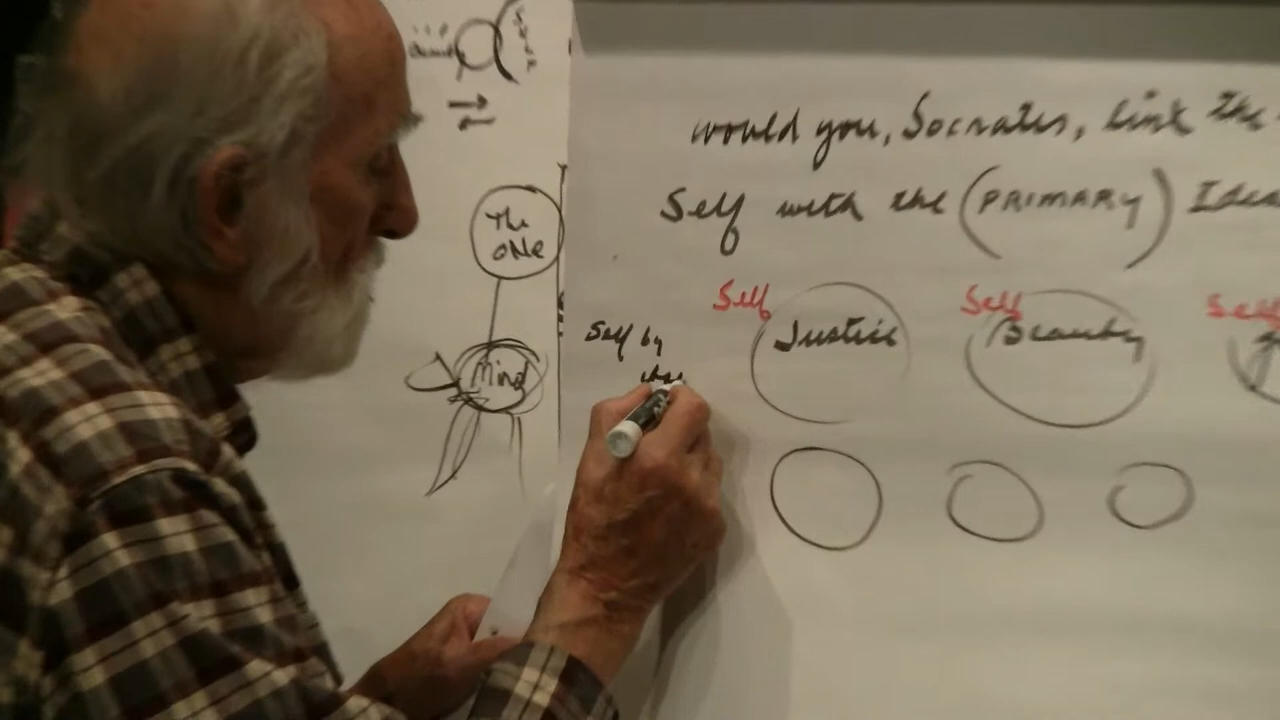 The
ONE
Mind
would you, Socrates, link the
Self with the (PRIMARY) Idea
Self Self Self
Justice Beauty
Self by